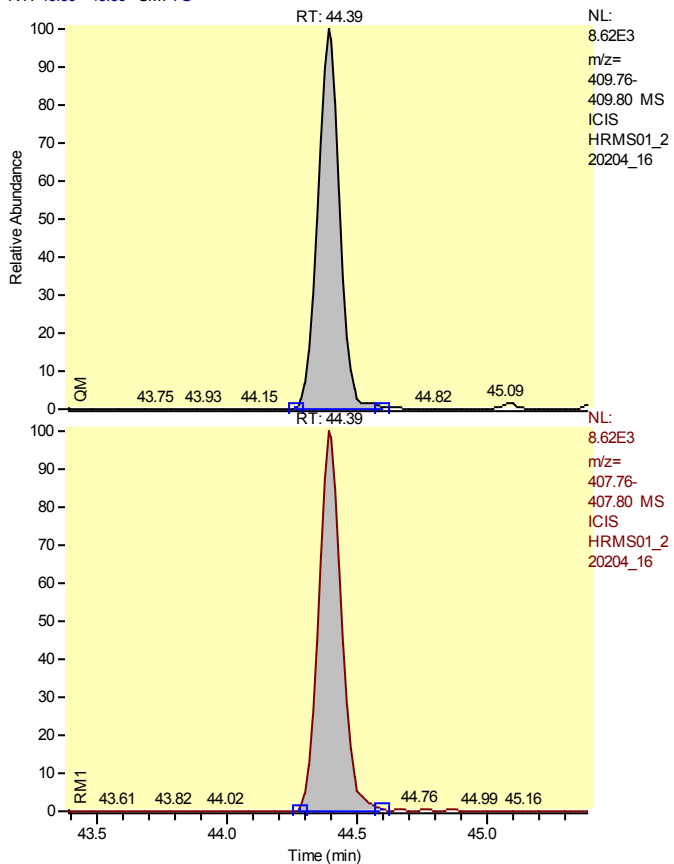 RT: 44.39
NL:
8.62E3
m/z=
409.76-
409.80 MS
ICIS
HRMS01_2
20204_16
100
90
80
70
60
50
40
30
20
10
0
Relative Abundance
QM
43.75 43.93 44.15 44.82 45.09
RT: 44.39
NL:
8.62E3
m/z=
407.76-
407.80 MS
ICIS
HRMS01_2
20204_16
100
90
80
70
60
50
40
30
20
10
0
RM1
43.61 43.82 44.02 44.76 44.99 45.16
43.5 44.0 44.5 45.0
Time (min)